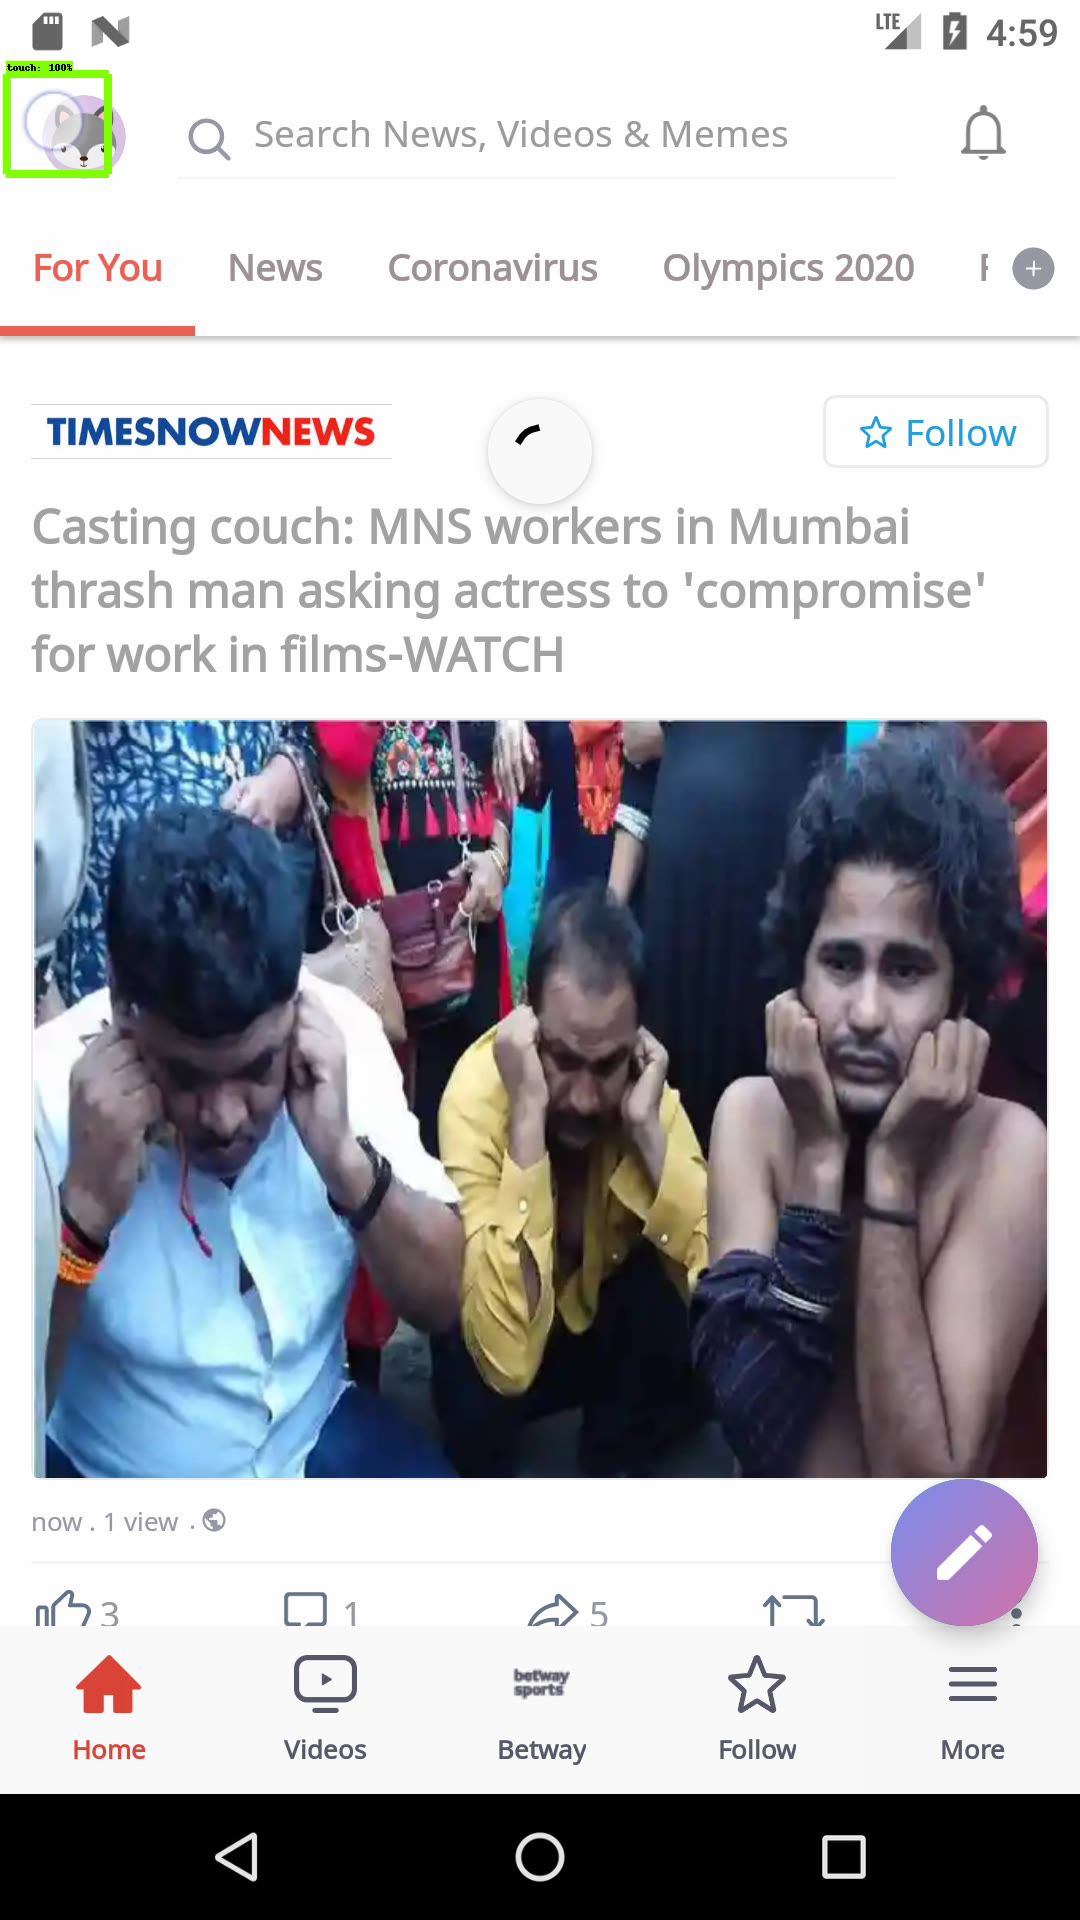 4:59
LTE
touch: 100%
Search News, Videos & Memes
For You
News
Coronavirus
Olympics 2020
TIMESNOWNEWS
Follow
Casting couch: MNS workers in Mumbai
thrash man asking actress to 'compromise'
for work in films-WATCH
now . 1 view .
3
1
5
betway
sports
Home
Videos
Betway
Follow
More